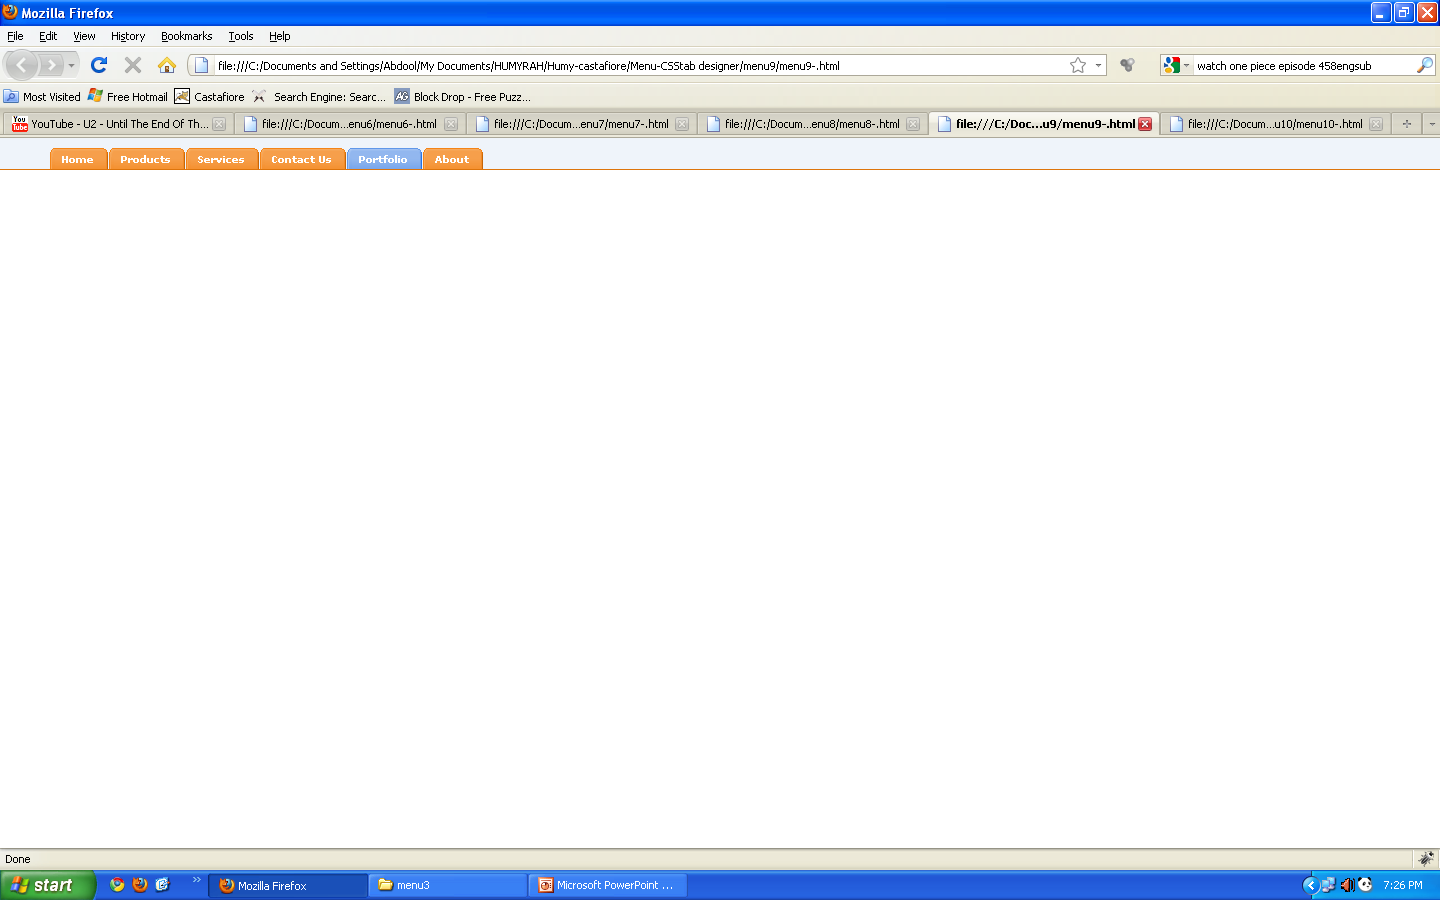 Mozilla Firefox
File Edit View History Bookmarks Tools Help
file:///C:/Documents and Settings/Abdool/My Documents/HUMYRAH/Humy-castafiore/Menu-CSStab designer/menu9/menu9-.html watch one piece episode 458engsub
Most Visited Free Hotmail Castafiore Search Engine: Searc... AG Block Drop - Free Puzz...
You Tube YouTube - U2 - Until The End Of Th... file:///C:/Docum...enu6/menu6-.html file:///C:/Docum...enu7/menu7-.html file:///C:/Docum...enu8/menu8-.html file:///C:/Doc...u9/menu9-.html file:///C:/Docum...u10/menu10-.html
Home Products Services Contact Us Portfolio About
Done
start Mozilla Firefox menu3 Microsoft PowerPoint ... 7:26 PM